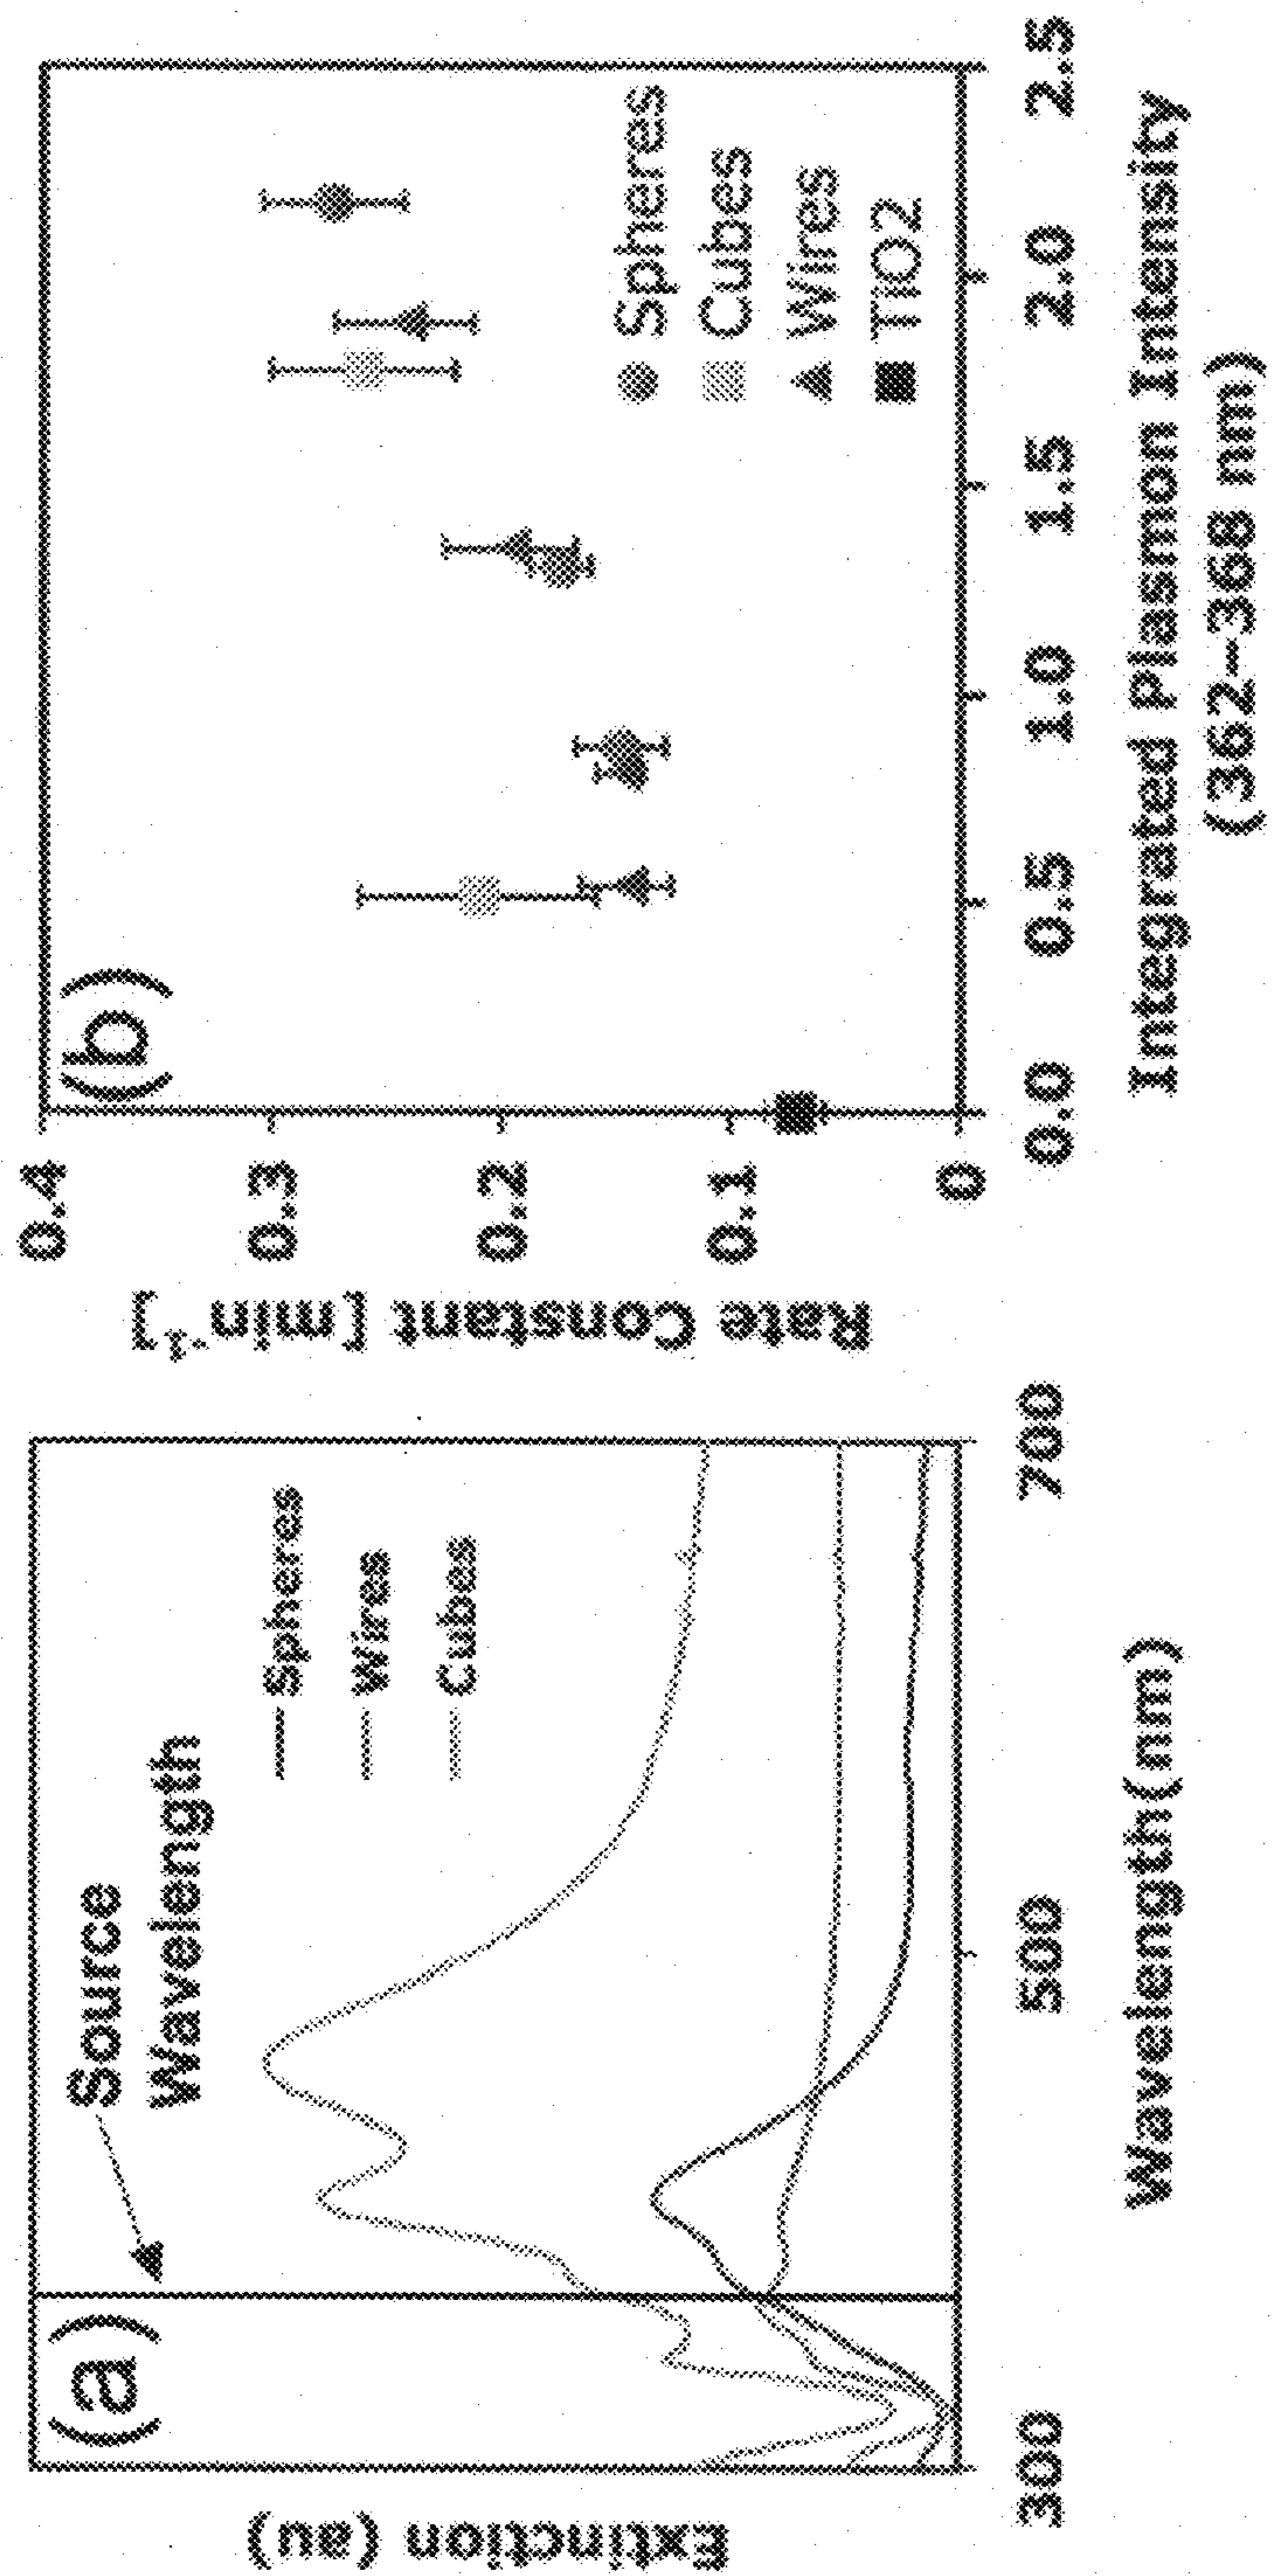 (a)
Source
Wavelength
Spheres
Wires
Cubes
Extinction (au)
300
500
700
Wavelength(nm)
(b)
0.4
0.3
0.2
0.1
0
Rate Constant [min⁻¹]
Spheres
Cubes
Wires
TiO2
0.0
0.5
1.0
1.5
2.0
2.5
Integrated Plasmon Intensity
(362-368 nm)